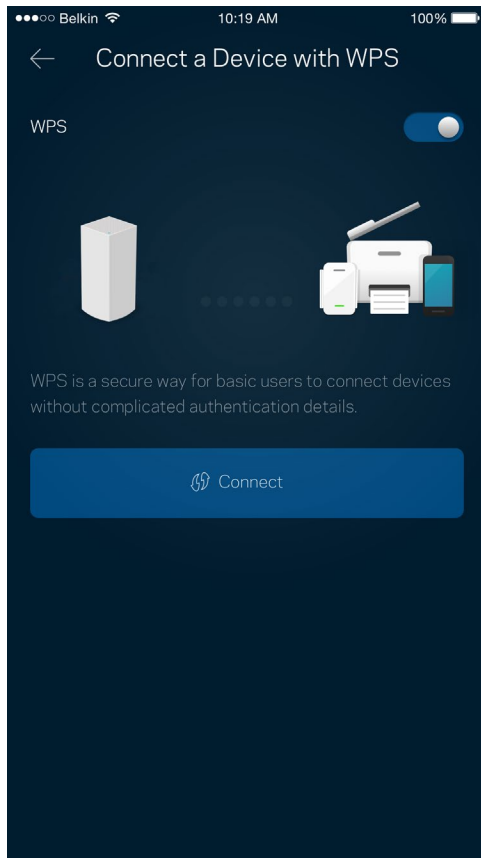 Belkin 10:19 AM 100%
Connect a Device with WPS
WPS
WPS is a secure way for basic users to connect devices
without complicated authentication details.
Connect